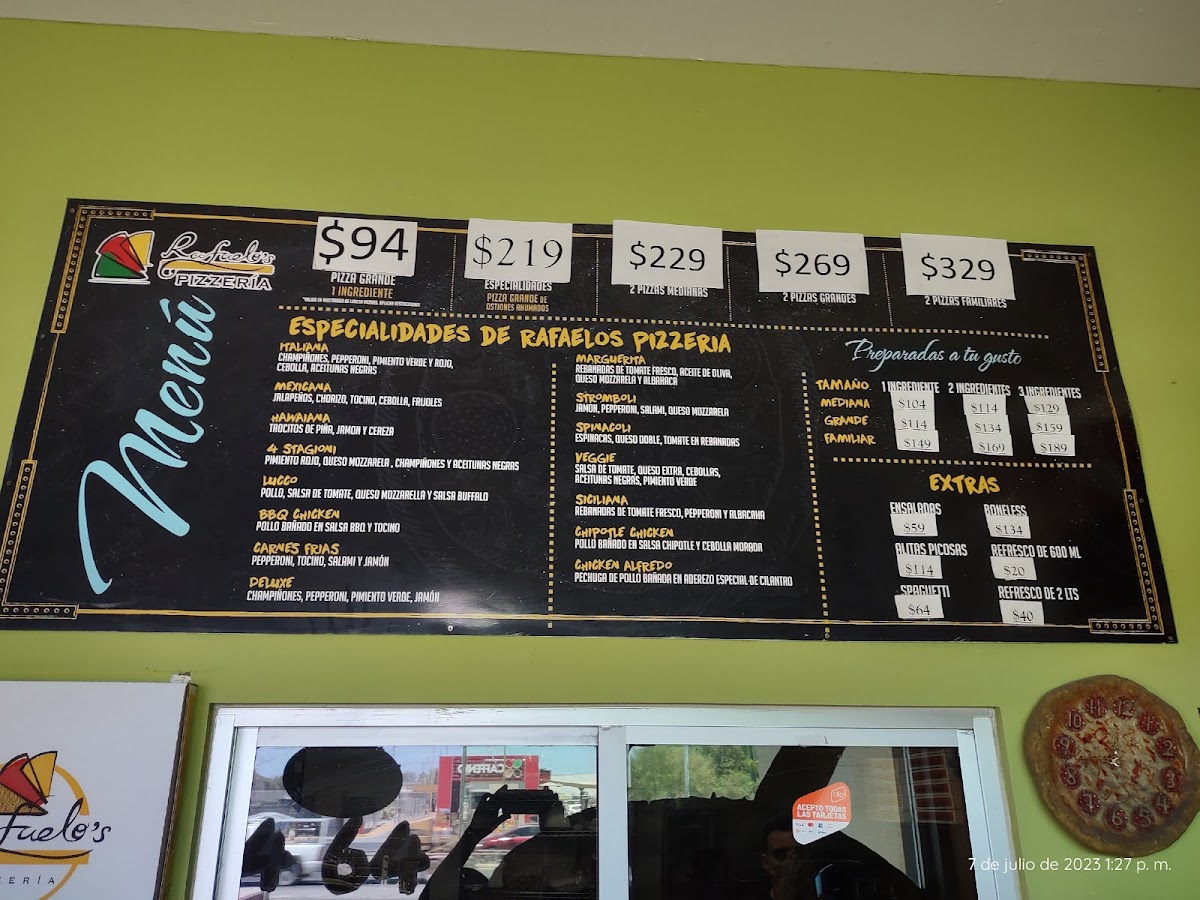 Rafaelo's
PIZZERÍA
Menú
$94
PIZZA GRANDE
1 INGREDIENTE
$219
ESPECIALIDADES
PIZZA GRANDE DE
OSTIONES AHUMADOS
$229
2 PIZZAS MEDIANAS
$269
2 PIZZAS GRANDES
$329
2 PIZZAS FAMILIARES
ESPECIALIDADES DE RAFAELOS PIZZERIA
ITALIANA
CHAMPIÑONES, PEPPERONI, PIMIENTO VERDE Y ROJO,
CEBOLLA, ACEITUNAS NEGRAS
MEXICANA
JALAPEÑOS, CHORIZO, TOCINO, CEBOLLA, FRIJOLES
HAWAIANA
TROCITOS DE PIÑA, JAMON Y CEREZA
4 STAGIONI
PIMIENTO ROJO, QUESO MOZZARELA , CHAMPIÑONES Y ACEITUNAS NEGRAS
LUCCO
POLLO, SALSA DE TOMATE, QUESO MOZZARELLA Y SALSA BUFFALO
BBQ CHICKEN
POLLO BAÑADO EN SALSA BBQ Y TOCINO
CARNES FRIAS
PEPPERONI, TOCINO, SALAMI Y JAMÓN
DELUXE
CHAMPIÑONES, PEPPERONI, PIMIENTO VERDE, JAMÓN
MARGUERITA
REBANADAS DE TOMATE FRESCO, ACEITE DE OLIVA,
QUESO MOZZARELLA Y ALBAHACA
STROMBOLI
JAMON, PEPPERONI, SALAMI, QUESO MOZZARELA
SPINACOLI
ESPINACAS, QUESO DOBLE, TOMATE EN REBANADAS
VEGGIE
SALSA DE TOMATE, QUESO EXTRA, CEBOLLAS,
ACEITUNAS NEGRAS, PIMIENTO VERDE
SICILIANA
REBANADAS DE TOMATE FRESCO, PEPPERONI Y ALBACAHA
CHIPOTLE CHICKEN
POLLO BAÑADO EN SALSA CHIPOTLE Y CEBOLLA MORADA
CHICKEN ALFREDO
PECHUGA DE POLLO BAÑADA EN ADEREZO ESPECIAL DE CILANTRO
Preparadas a tu gusto
TAMAÑO 1 INGREDIENTE 2 INGREDIENTES 3 INGREDIENTES
MEDIANA $104 $114 $129
GRANDE $114 $134 $159
FAMILIAR $149 $169 $189
EXTRAS
ENSALADAS BONELESS
$59 $134
ALITAS PICOSAS REFRESCO DE 600 ML
$114 $20
SPAGUETTI REFRESCO DE 2 LTS
$64 $40
CAFENIO
ACEPTO TODAS
LAS TARJETAS
7 de julio de 2023 1:27 p. m.